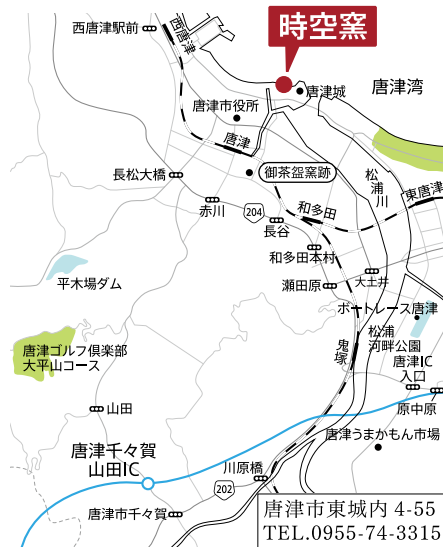 時空窯
西唐津駅前
西唐津
唐津城
唐津湾
唐津市役所
唐津
御茶盌窯跡
長松大橋
松浦川
東唐津
赤川
204
和多田
長谷
和多田本村
大土井
瀬田原
平木場ダム
ボートレース唐津
鬼塚
松浦
河畔公園
唐津ゴルフ倶楽部
大平山コース
唐津IC
入口
原中原
山田
唐津うまかもん市場
唐津千々賀
山田IC
川原橋
202
唐津市千々賀
唐津市東城内 4-55
TEL.0955-74-3315